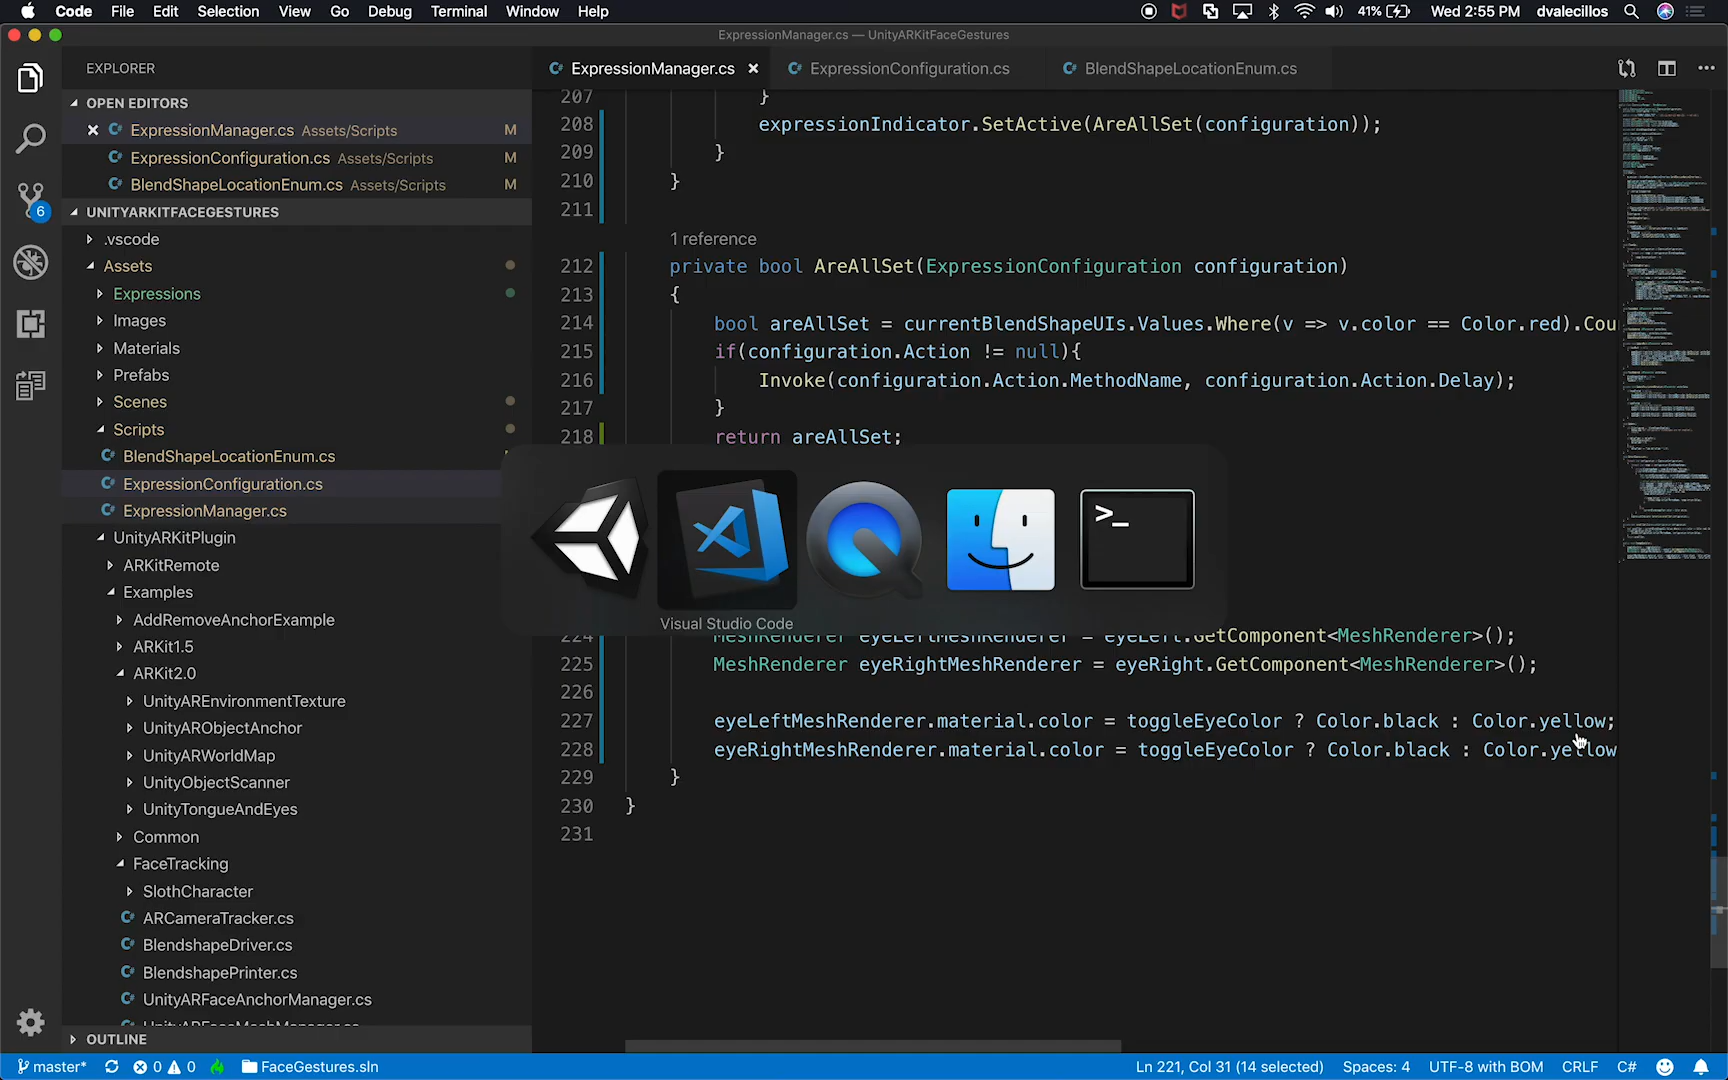 Code File Edit Selection View Go Debug Terminal Window Help 41% Wed 2:55 PM dvalecillos
ExpressionManager.cs — UnityARKitFaceGestures
EXPLORER
ExpressionManager.cs ExpressionConfiguration.cs BlendShapeLocationEnum.cs
OPEN EDITORS
ExpressionManager.cs Assets/Scripts M
ExpressionConfiguration.cs Assets/Scripts M
BlendShapeLocationEnum.cs Assets/Scripts M
UNITYARKITFACEGESTURES
.vscode
Assets
Expressions
Images
Materials
Prefabs
Scenes
Scripts
BlendShapeLocationEnum.cs
ExpressionConfiguration.cs
ExpressionManager.cs
UnityARKitPlugin
ARKitRemote
Examples
AddRemoveAnchorExample
ARKit1.5
ARKit2.0
UnityAREnvironmentTexture
UnityARObjectAnchor
UnityARWorldMap
UnityObjectScanner
UnityTongueAndEyes
Common
FaceTracking
SlothCharacter
ARCameraTracker.cs
BlendshapeDriver.cs
BlendshapePrinter.cs
UnityARFaceAnchorManager.cs
OUTLINE
6
207 }
208 expressionIndicator.SetActive(AreAllSet(configuration));
209 }
210 }
211
1 reference
212 private bool AreAllSet(ExpressionConfiguration configuration)
213 {
214 bool areAllSet = currentBlendShapeUIs.Values.Where(v => v.color == Color.red).Cou
215 if(configuration.Action != null){
216 Invoke(configuration.Action.MethodName, configuration.Action.Delay);
217 }
218 return areAllSet;
>_
Visual Studio Code
224 MeshRenderer eyeLeftMeshRenderer = eyeLeft.GetComponent<MeshRenderer>();
225 MeshRenderer eyeRightMeshRenderer = eyeRight.GetComponent<MeshRenderer>();
226
227 eyeLeftMeshRenderer.material.color = toggleEyeColor ? Color.black : Color.yellow;
228 eyeRightMeshRenderer.material.color = toggleEyeColor ? Color.black : Color.yellow
229 }
230 }
231
master* 0 0 FaceGestures.sln Ln 221, Col 31 (14 selected) Spaces: 4 UTF-8 with BOM CRLF C#